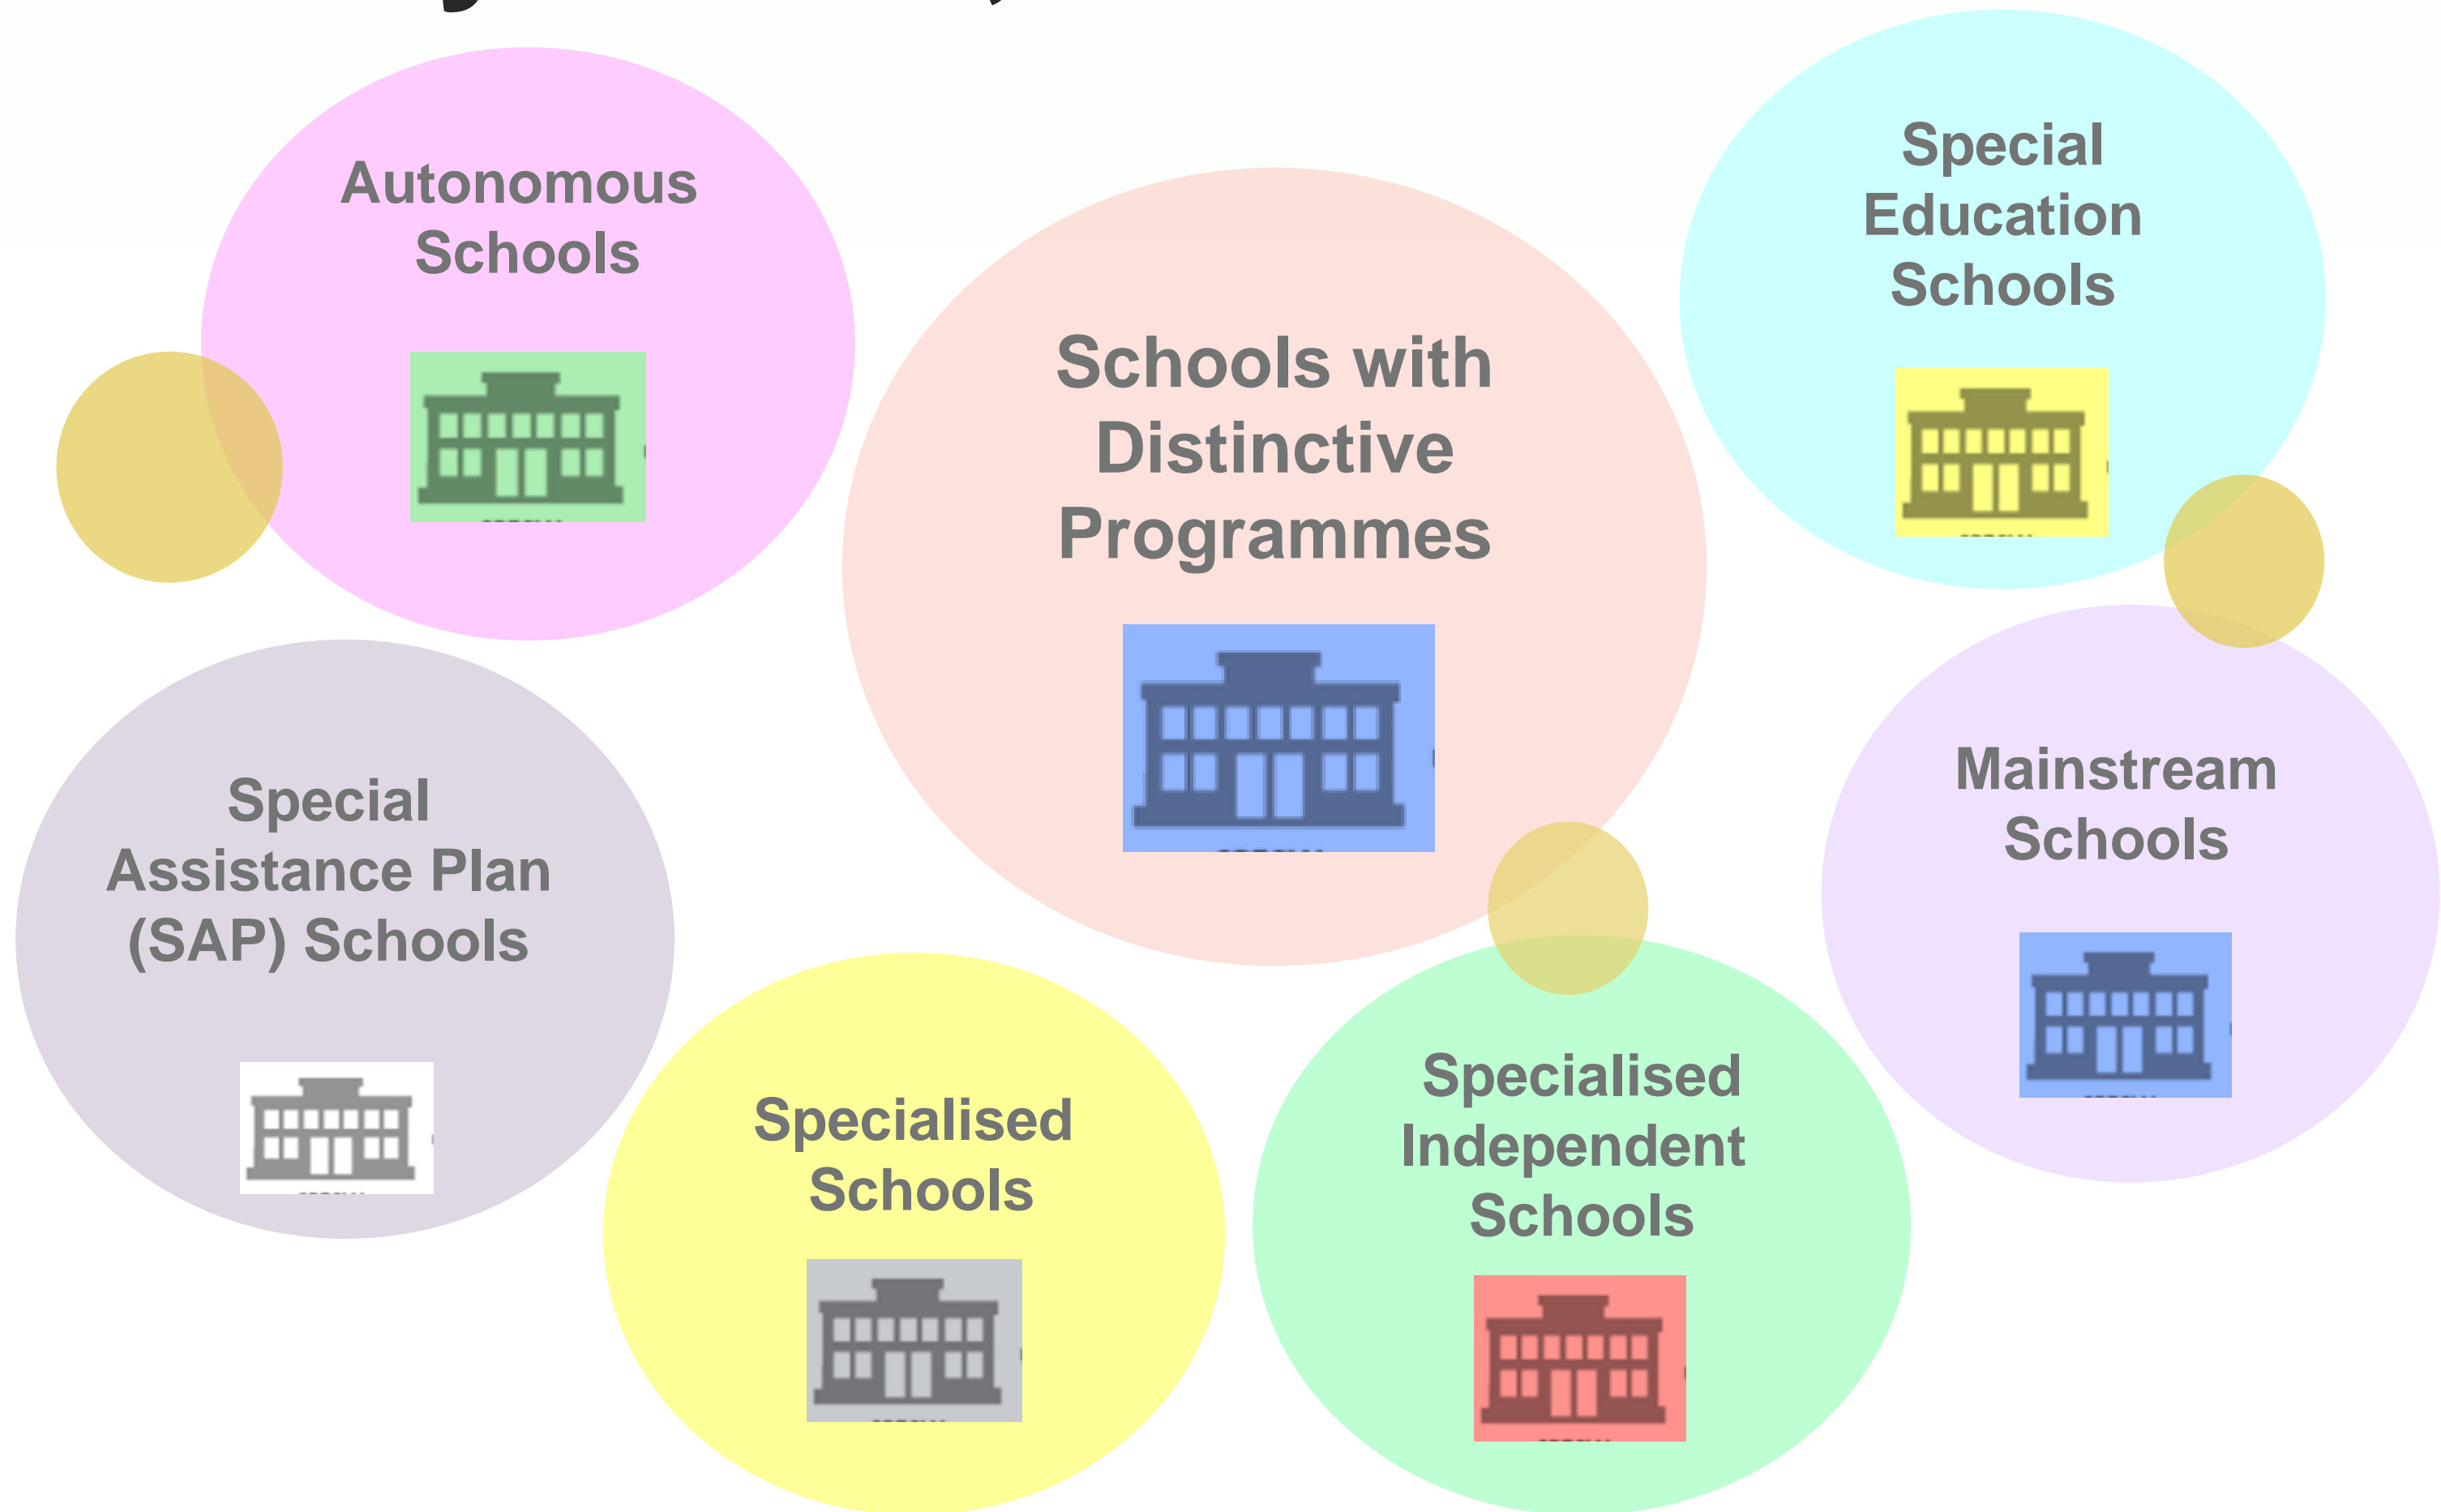 Autonomous
Schools
Special
Education
Schools
Schools with
Distinctive
Programmes
Special
Assistance Plan
(SAP) Schools
Mainstream
Schools
Specialised
Schools
Specialised
Independent
Schools